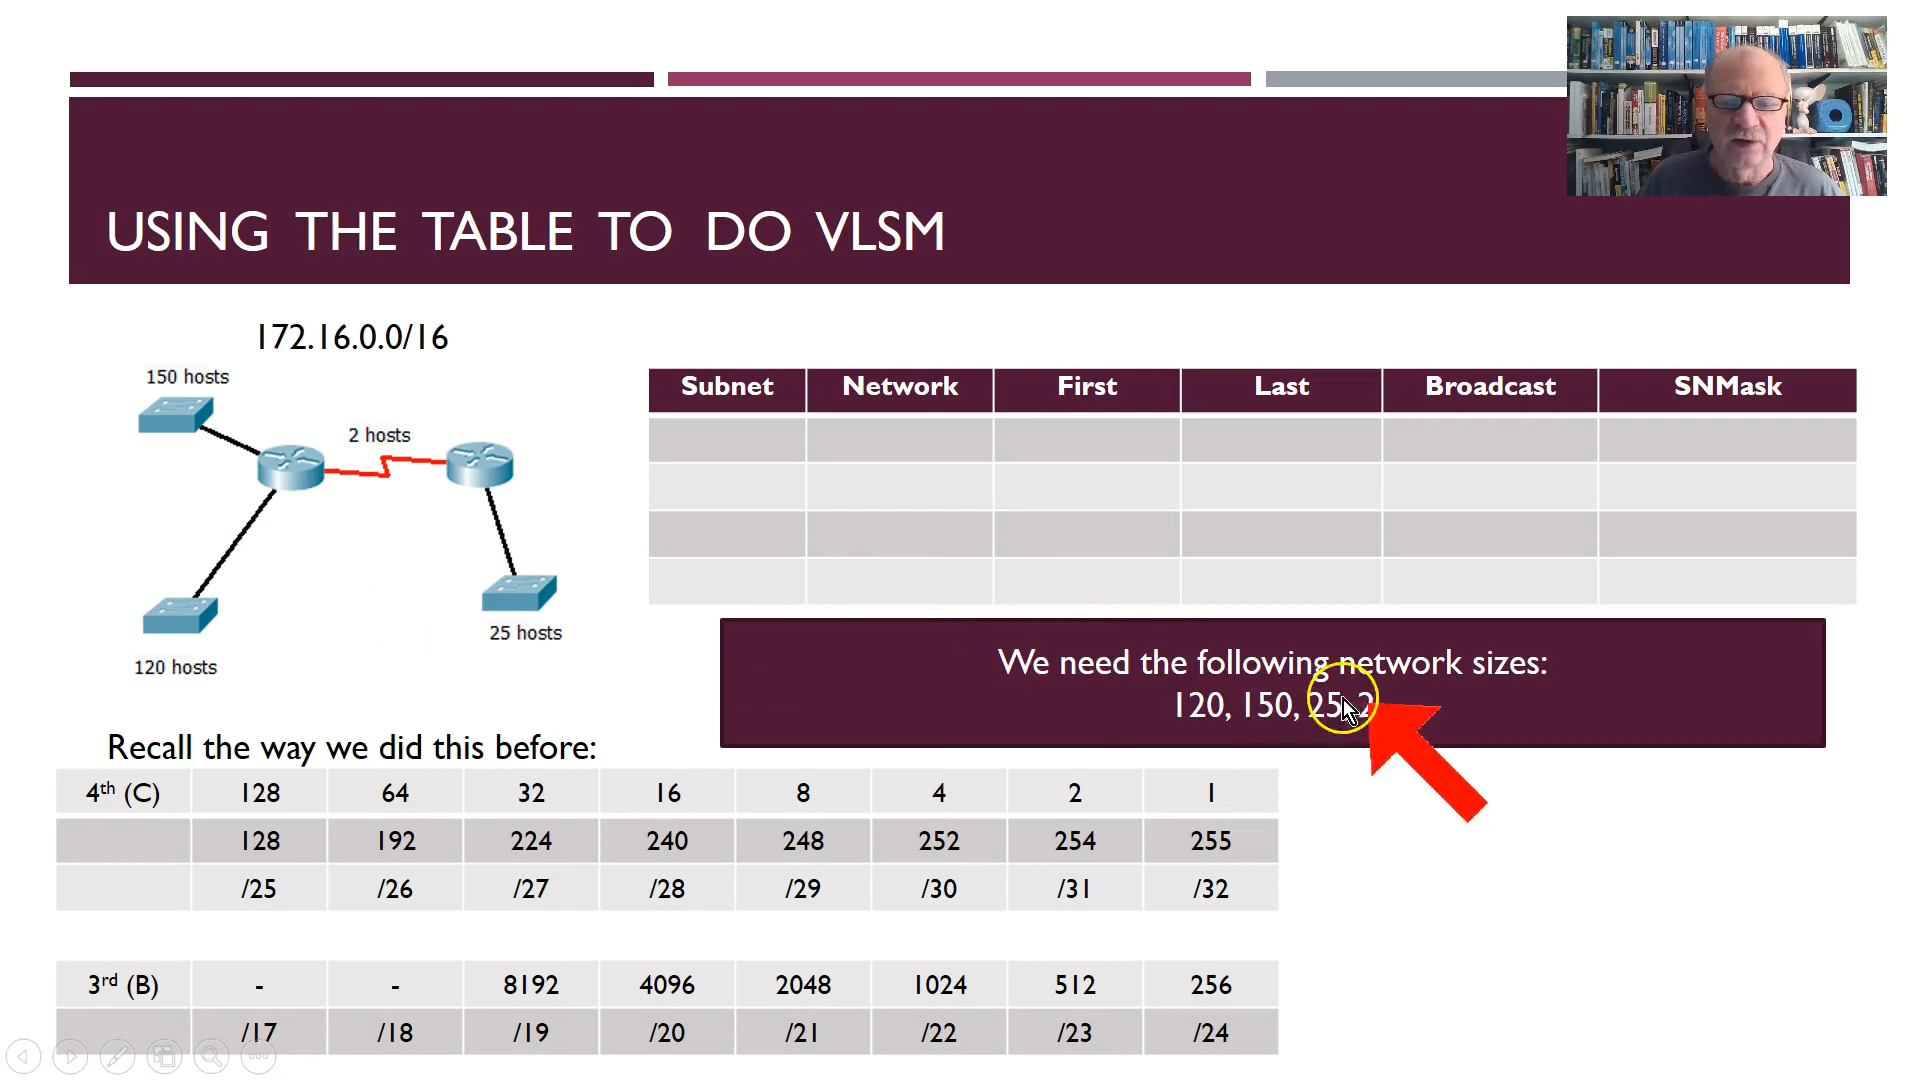 USING THE TABLE TO DO VLSM
172.16.0.0/16
150 hosts
2 hosts
25 hosts
120 hosts
Subnet Network First Last Broadcast SNMask
We need the following network sizes:
120, 150, 25, 2
Recall the way we did this before:
4th (C) 128 64 32 16 8 4 2 1
128 192 224 240 248 252 254 255
/25 /26 /27 /28 /29 /30 /31 /32
3rd (B) - - 8192 4096 2048 1024 512 256
/17 /18 /19 /20 /21 /22 /23 /24